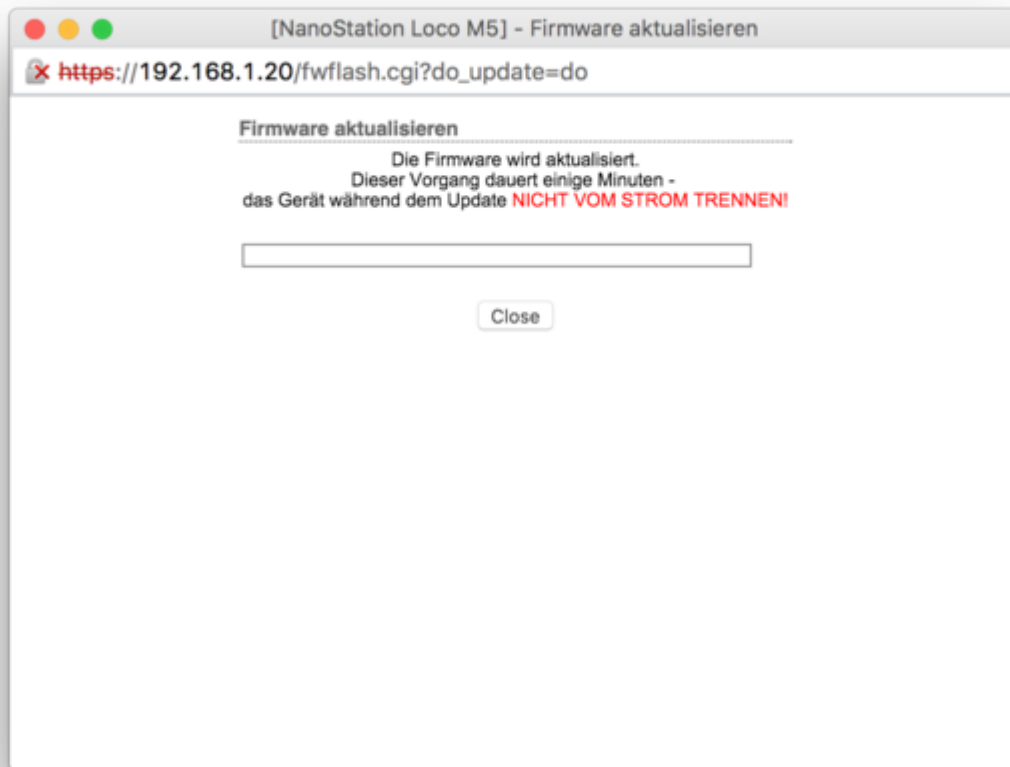 [NanoStation Loco M5] - Firmware aktualisieren
https://192.168.1.20/fwflash.cgi?do_update=do
Firmware aktualisieren
Die Firmware wird aktualisiert.
Dieser Vorgang dauert einige Minuten -
das Gerät während dem Update NICHT VOM STROM TRENNEN!
Close